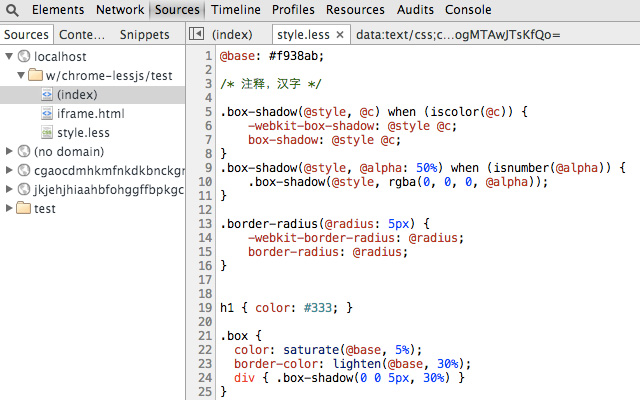 Elements Network Sources Timeline Profiles Resources Audits Console
Sources Conte... Snippets
(index) style.less × data:text/css;c...ogMTAwJTsKfQo=
localhost
w/chrome-lessjs/test
(index)
iframe.html
style.less
(no domain)
cgaocdmhkmfnkdkbnckgr
jkjehjhiaahbfohggffbpkgc
test
1 @base: #f938ab;
2
3 /* 注释，汉字 */
4
5 .box-shadow(@style, @c) when (iscolor(@c)) {
6 -webkit-box-shadow: @style @c;
7 box-shadow: @style @c;
8 }
9 .box-shadow(@style, @alpha: 50%) when (isnumber(@alpha)) {
10 .box-shadow(@style, rgba(0, 0, 0, @alpha));
11 }
12
13 .border-radius(@radius: 5px) {
14 -webkit-border-radius: @radius;
15 border-radius: @radius;
16 }
17
18
19 h1 { color: #333; }
20
21 .box {
22 color: saturate(@base, 5%);
23 border-color: lighten(@base, 30%);
24 div { .box-shadow(0 0 5px, 30%) }
25 }